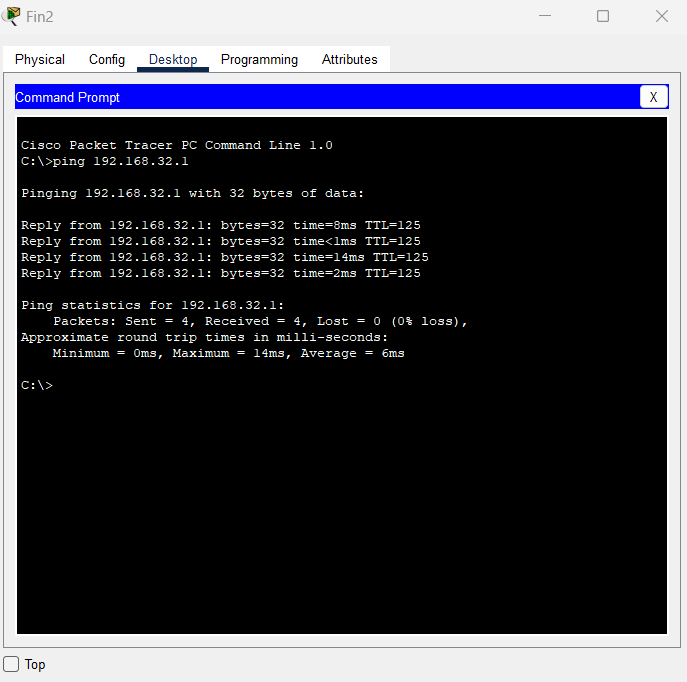 Fin2
Physical Config Desktop Programming Attributes
Command Prompt X
Cisco Packet Tracer PC Command Line 1.0
C:\>ping 192.168.32.1
Pinging 192.168.32.1 with 32 bytes of data:
Reply from 192.168.32.1: bytes=32 time=8ms TTL=125
Reply from 192.168.32.1: bytes=32 time<1ms TTL=125
Reply from 192.168.32.1: bytes=32 time=14ms TTL=125
Reply from 192.168.32.1: bytes=32 time=2ms TTL=125
Ping statistics for 192.168.32.1:
    Packets: Sent = 4, Received = 4, Lost = 0 (0% loss),
Approximate round trip times in milli-seconds:
    Minimum = 0ms, Maximum = 14ms, Average = 6ms
C:\>
Top